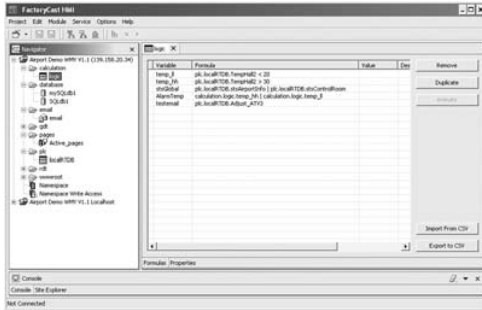 FactoryCast HMI
Project Edit Module Service Options Help
Navigator
Airport Demo WMY V1.1 (139.158.20.34)
calculation
logic
database
mySQLdb1
SQLdb1
email
email
gdt
pages
Active_pages
plc
localRTDB
rdt
wwwroot
Namespace
Namespace Write Access
Airport Demo WMY V1.1 Localhost
logic
Variable Formula Value Des
temp_ll plc.localRTDB.TempHall2 < 20
temp_hh plc.localRTDB.TempHall2 > 30
stsGlobal plc.localRTDB.stsAirportInfo | plc.localRTDB.stsControlRoom
AlarmTemp calculation.logic.temp_hh | calculation.logic.temp_ll
testemail plc.localRTDB.Adjust_ATV3
Remove
Duplicate
Import From CSV
Export to CSV
Formulas Properties
Console
Console Site Explorer
Not Connected